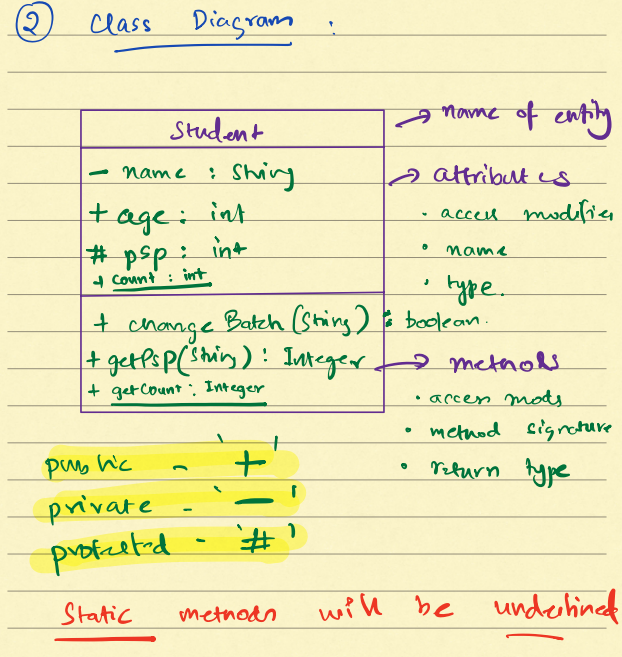 ② Class Diagram :
Student → name of entity
- name : String → attributes
+ age : int · access modifier
# psp : int · name
+ count : int · type.
+ changeBatch (String) : boolean.
+ getPsp(String) : Integer → methods
+ getCount : Integer · access mods
· method signature
public - '+' · return type
private - '-'
protected - '#'
Static methods will be underlined